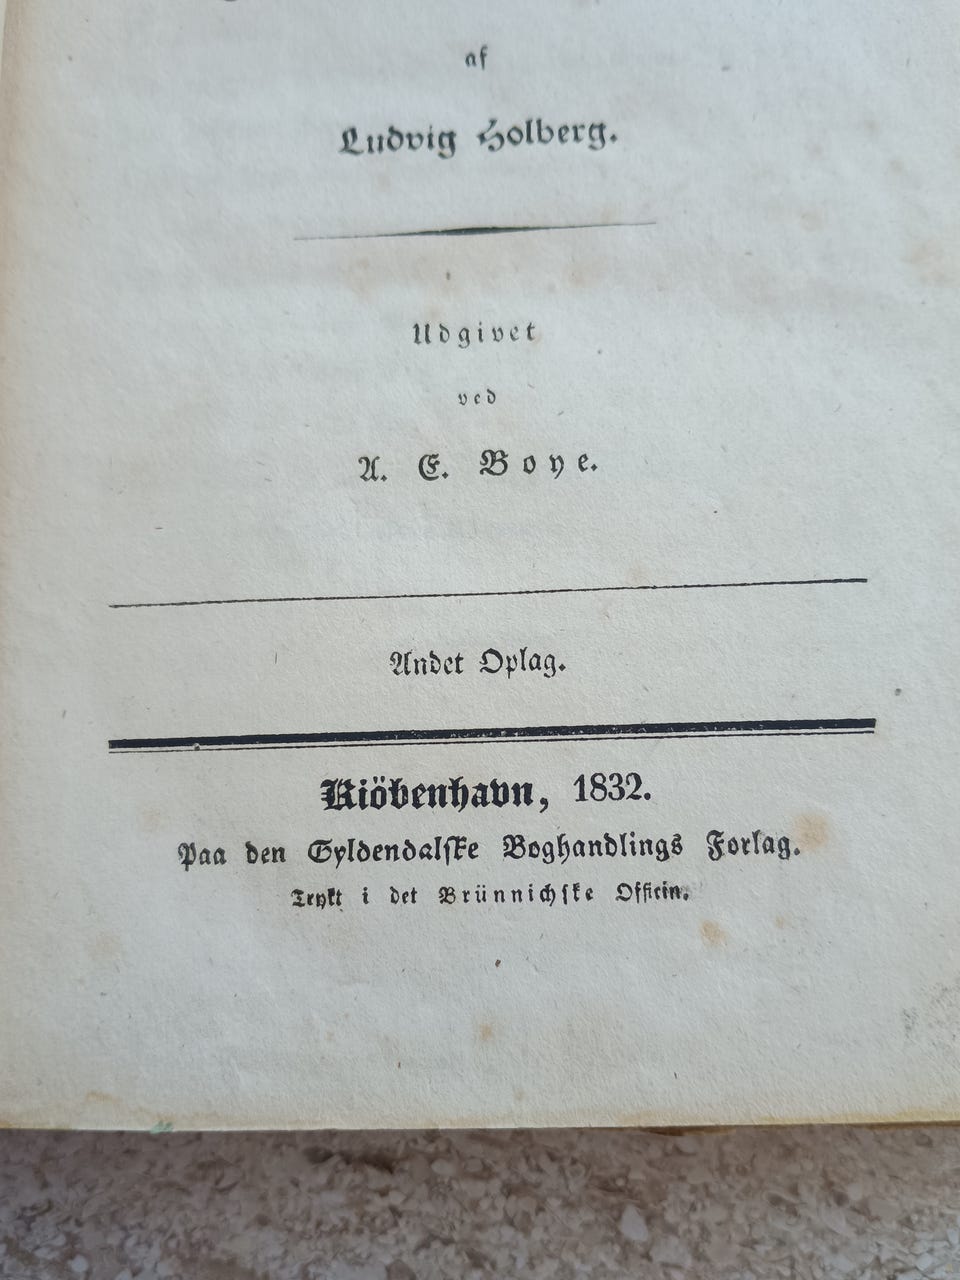 af
Ludvig Holberg.
Udgivet
ved
A. E. Boye.
Andet Oplag.
Kiöbenhavn, 1832.
Paa den Gyldendalſke Boghandlings Forlag.
Trykt i det Brünnichſke Officin.